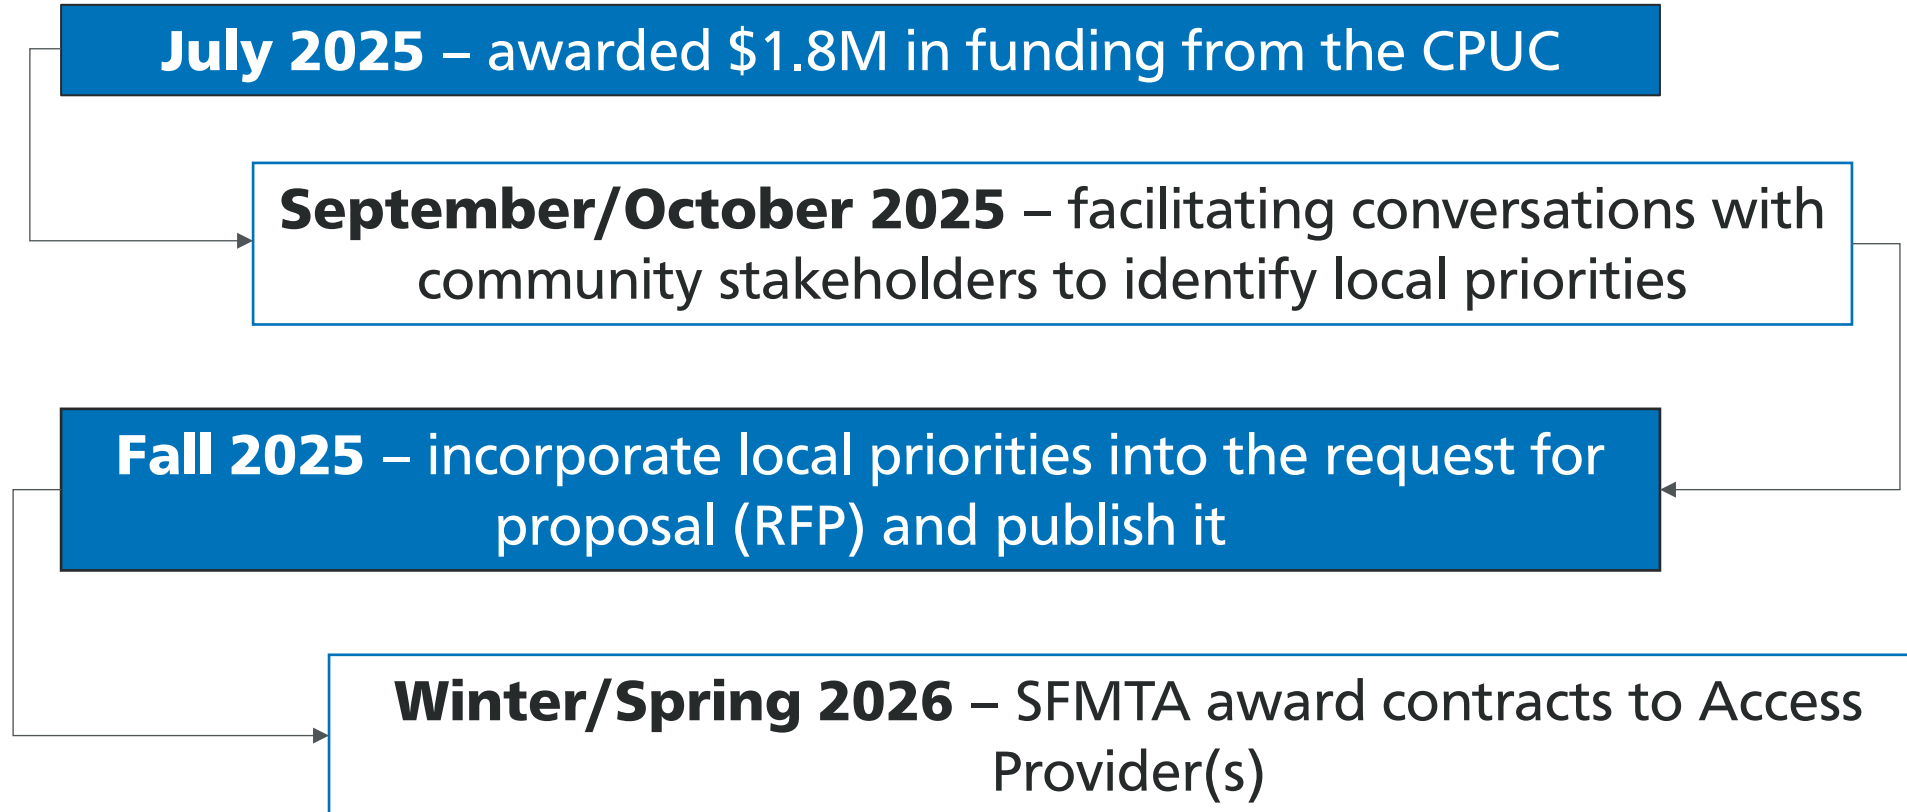 July 2025 – awarded $1.8M in funding from the CPUC
September/October 2025 – facilitating conversations with
community stakeholders to identify local priorities
Fall 2025 – incorporate local priorities into the request for
proposal (RFP) and publish it
Winter/Spring 2026 – SFMTA award contracts to Access
Provider(s)